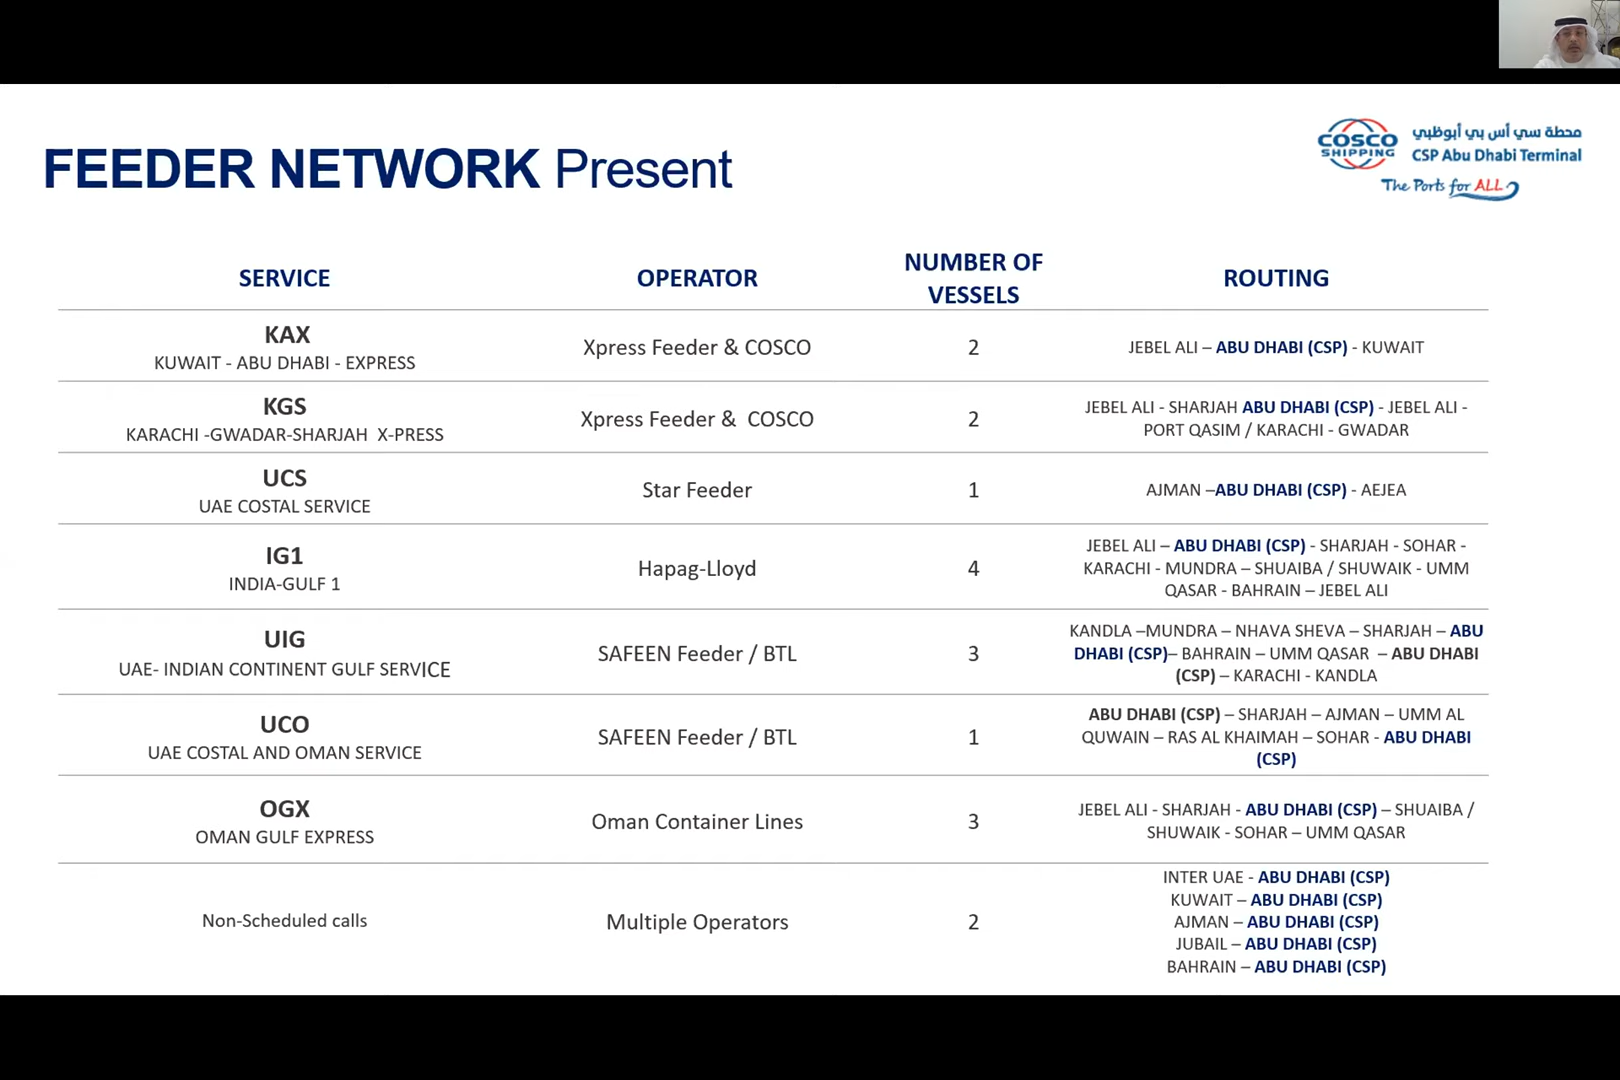 COSCO
SHIPPING
محطة سي أس بي أبوظبي
CSP Abu Dhabi Terminal
The Ports for ALL
FEEDER NETWORK Present
SERVICE
OPERATOR
NUMBER OF
VESSELS
ROUTING
KAX
KUWAIT - ABU DHABI - EXPRESS
Xpress Feeder & COSCO
2
JEBEL ALI – ABU DHABI (CSP) - KUWAIT
KGS
KARACHI -GWADAR-SHARJAH X-PRESS
Xpress Feeder & COSCO
2
JEBEL ALI - SHARJAH ABU DHABI (CSP) - JEBEL ALI -
PORT QASIM / KARACHI - GWADAR
UCS
UAE COSTAL SERVICE
Star Feeder
1
AJMAN –ABU DHABI (CSP) - AEJEA
IG1
INDIA-GULF 1
Hapag-Lloyd
4
JEBEL ALI – ABU DHABI (CSP) - SHARJAH - SOHAR -
KARACHI - MUNDRA – SHUAIBA / SHUWAIK - UMM
QASAR - BAHRAIN – JEBEL ALI
UIG
UAE- INDIAN CONTINENT GULF SERVICE
SAFEEN Feeder / BTL
3
KANDLA –MUNDRA – NHAVA SHEVA – SHARJAH – ABU
DHABI (CSP)– BAHRAIN – UMM QASAR – ABU DHABI
(CSP) – KARACHI - KANDLA
UCO
UAE COSTAL AND OMAN SERVICE
SAFEEN Feeder / BTL
1
ABU DHABI (CSP) – SHARJAH – AJMAN – UMM AL
QUWAIN – RAS AL KHAIMAH – SOHAR - ABU DHABI
(CSP)
OGX
OMAN GULF EXPRESS
Oman Container Lines
3
JEBEL ALI - SHARJAH - ABU DHABI (CSP) – SHUAIBA /
SHUWAIK - SOHAR – UMM QASAR
Non-Scheduled calls
Multiple Operators
2
INTER UAE - ABU DHABI (CSP)
KUWAIT – ABU DHABI (CSP)
AJMAN – ABU DHABI (CSP)
JUBAIL – ABU DHABI (CSP)
BAHRAIN – ABU DHABI (CSP)